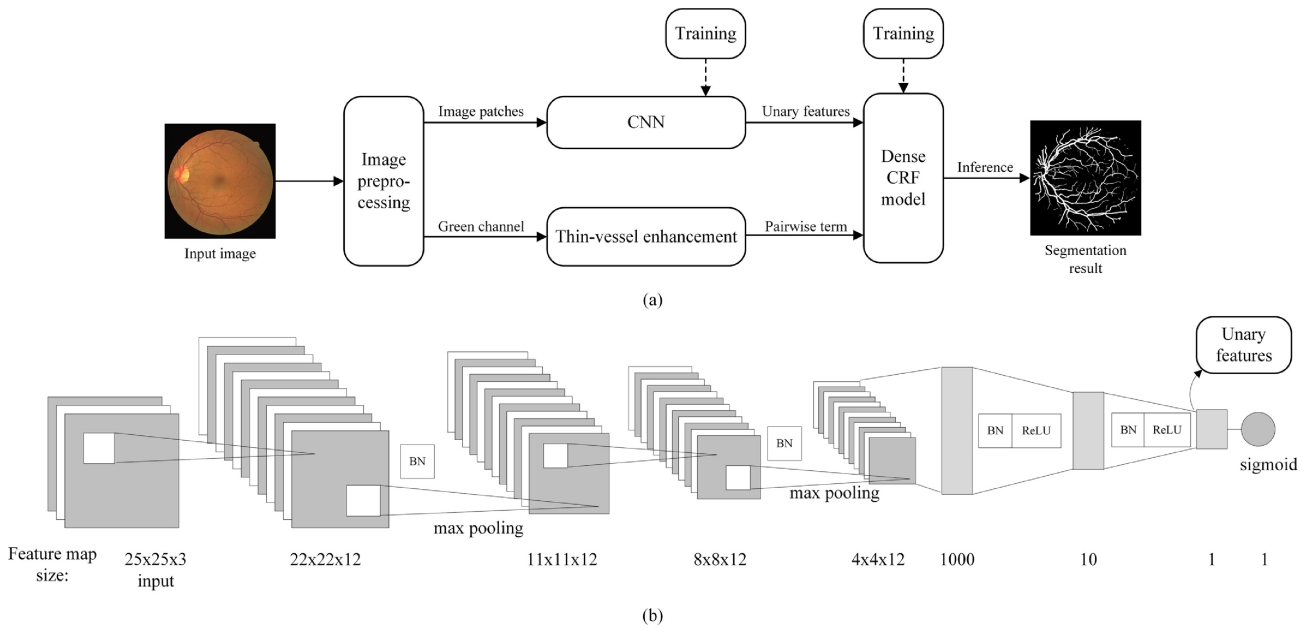 Training
Training
Image patches
CNN
Unary features
Image
prepro-
cessing
Dense
CRF
model
Inference
Green channel
Thin-vessel enhancement
Pairwise term
Input image
Segmentation
result
(a)
Unary
features
BN
BN
BN
ReLU
BN
ReLU
sigmoid
max pooling
max pooling
Feature map
size:
25x25x3
input
22x22x12
11x11x12
8x8x12
4x4x12
1000
10
1
1
(b)